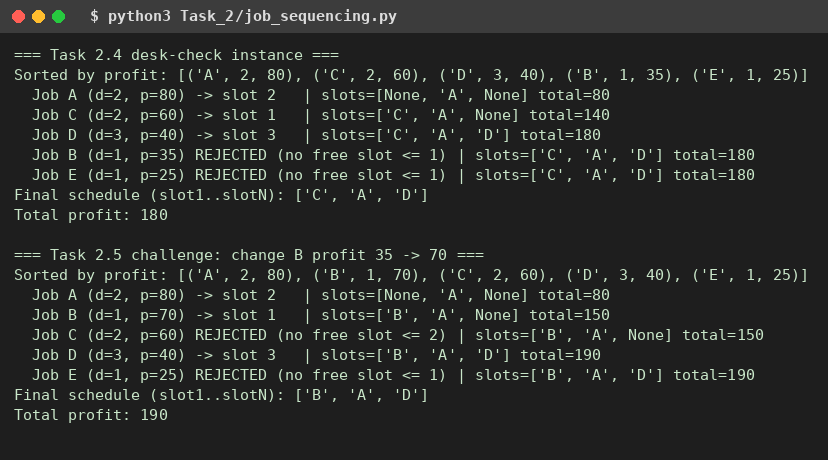 $ python3 Task_2/job_sequencing.py
=== Task 2.4 desk-check instance ===
Sorted by profit: [('A', 2, 80), ('C', 2, 60), ('D', 3, 40), ('B', 1, 35), ('E', 1, 25)]
  Job A (d=2, p=80) -> slot 2   | slots=[None, 'A', None] total=80
  Job C (d=2, p=60) -> slot 1   | slots=['C', 'A', None] total=140
  Job D (d=3, p=40) -> slot 3   | slots=['C', 'A', 'D'] total=180
  Job B (d=1, p=35) REJECTED (no free slot <= 1) | slots=['C', 'A', 'D'] total=180
  Job E (d=1, p=25) REJECTED (no free slot <= 1) | slots=['C', 'A', 'D'] total=180
Final schedule (slot1..slotN): ['C', 'A', 'D']
Total profit: 180
=== Task 2.5 challenge: change B profit 35 -> 70 ===
Sorted by profit: [('A', 2, 80), ('B', 1, 70), ('C', 2, 60), ('D', 3, 40), ('E', 1, 25)]
  Job A (d=2, p=80) -> slot 2   | slots=[None, 'A', None] total=80
  Job B (d=1, p=70) -> slot 1   | slots=['B', 'A', None] total=150
  Job C (d=2, p=60) REJECTED (no free slot <= 2) | slots=['B', 'A', None] total=150
  Job D (d=3, p=40) -> slot 3   | slots=['B', 'A', 'D'] total=190
  Job E (d=1, p=25) REJECTED (no free slot <= 1) | slots=['B', 'A', 'D'] total=190
Final schedule (slot1..slotN): ['B', 'A', 'D']
Total profit: 190